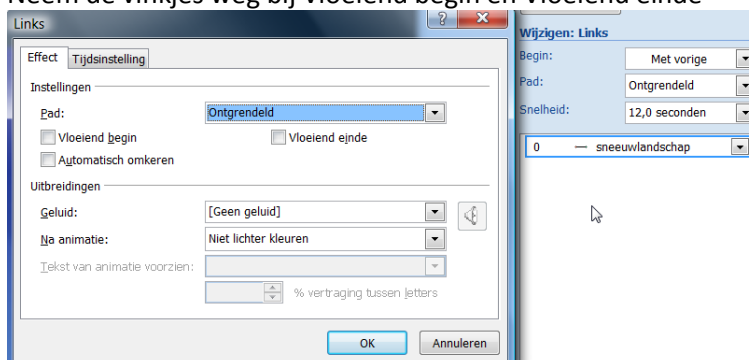 Neem de vinkjes weg bij Vloeiend begin en Vloeiend einde
Links
Effect Tijdsinstelling
Instellingen
Pad: Ontgrendeld
Vloeiend begin Vloeiend einde
Automatisch omkeren
Uitbreidingen
Geluid: [Geen geluid]
Na animatie: Niet lichter kleuren
Tekst van animatie voorzien:
% vertraging tussen letters
OK Annuleren
Wijzigen: Links
Begin: Met vorige
Pad: Ontgrendeld
Snelheid: 12,0 seconden
0 — sneeuwlandschap